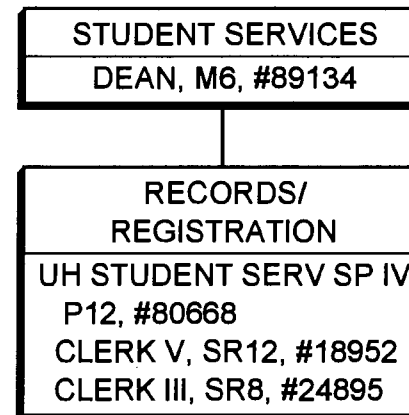 STUDENT SERVICES
DEAN, M6, #89134
RECORDS/
REGISTRATION
UH STUDENT SERV SP IV
P12, #80668
CLERK V, SR12, #18952
CLERK III, SR8, #24895